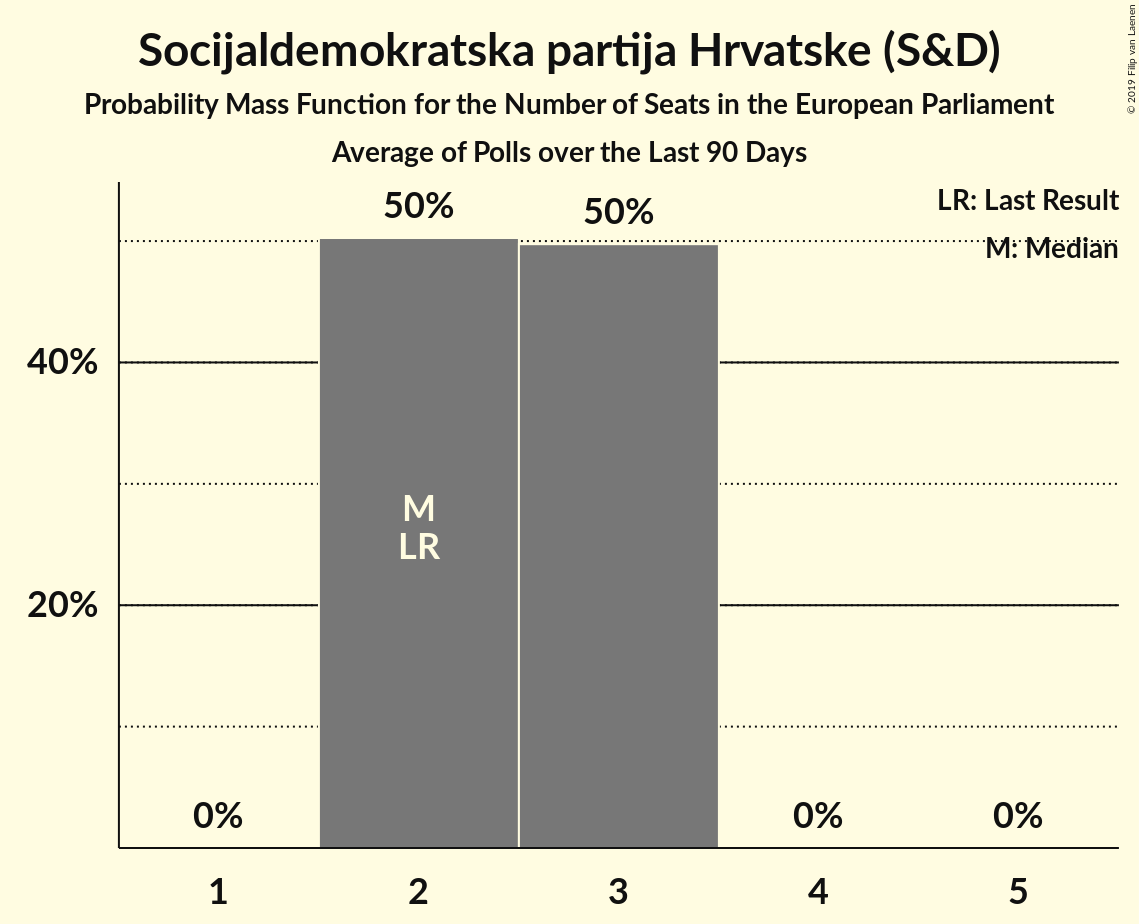 Socijaldemokratska partija Hrvatske (S&D)
Probability Mass Function for the Number of Seats in the European Parliament
Average of Polls over the Last 90 Days
© 2019 Filip van Laenen
LR: Last Result
M: Median
50%
50%
40%
20%
M
LR
0%
0%
0%
1
2
3
4
5